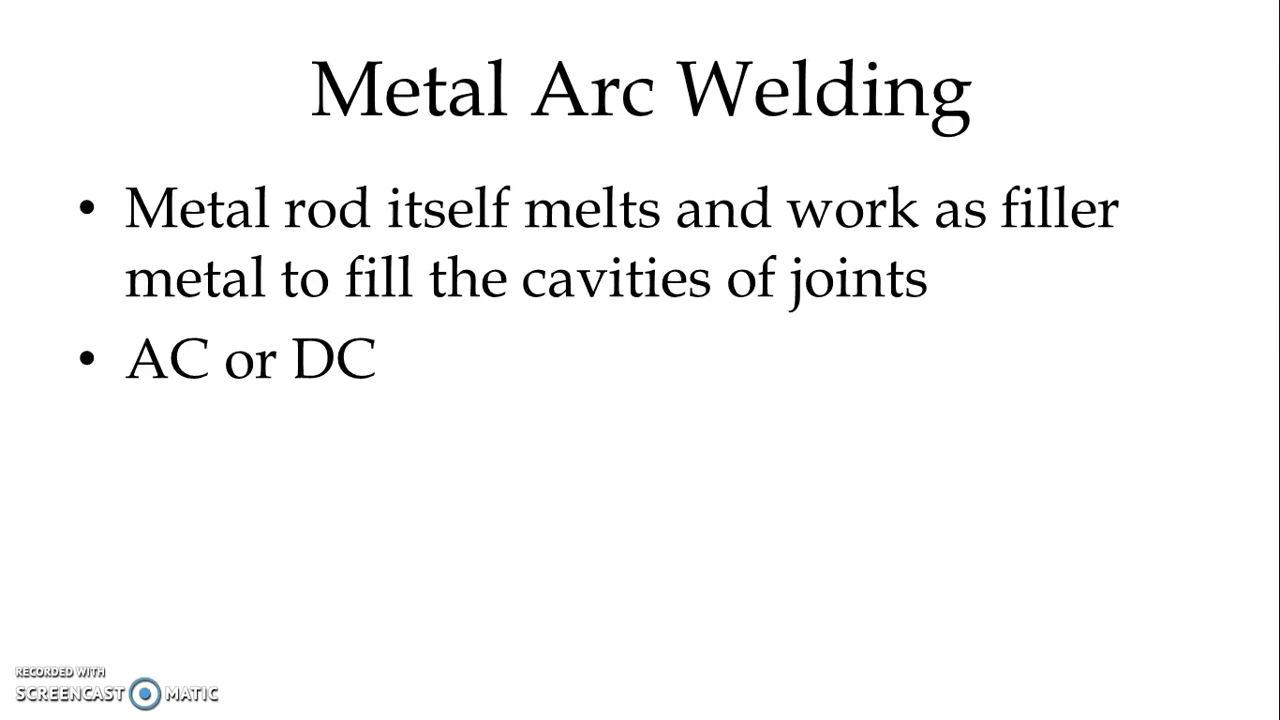 Metal Arc Welding
• Metal rod itself melts and work as filler
metal to fill the cavities of joints
• AC or DC
RECORDED WITH
SCREENCAST MATIC